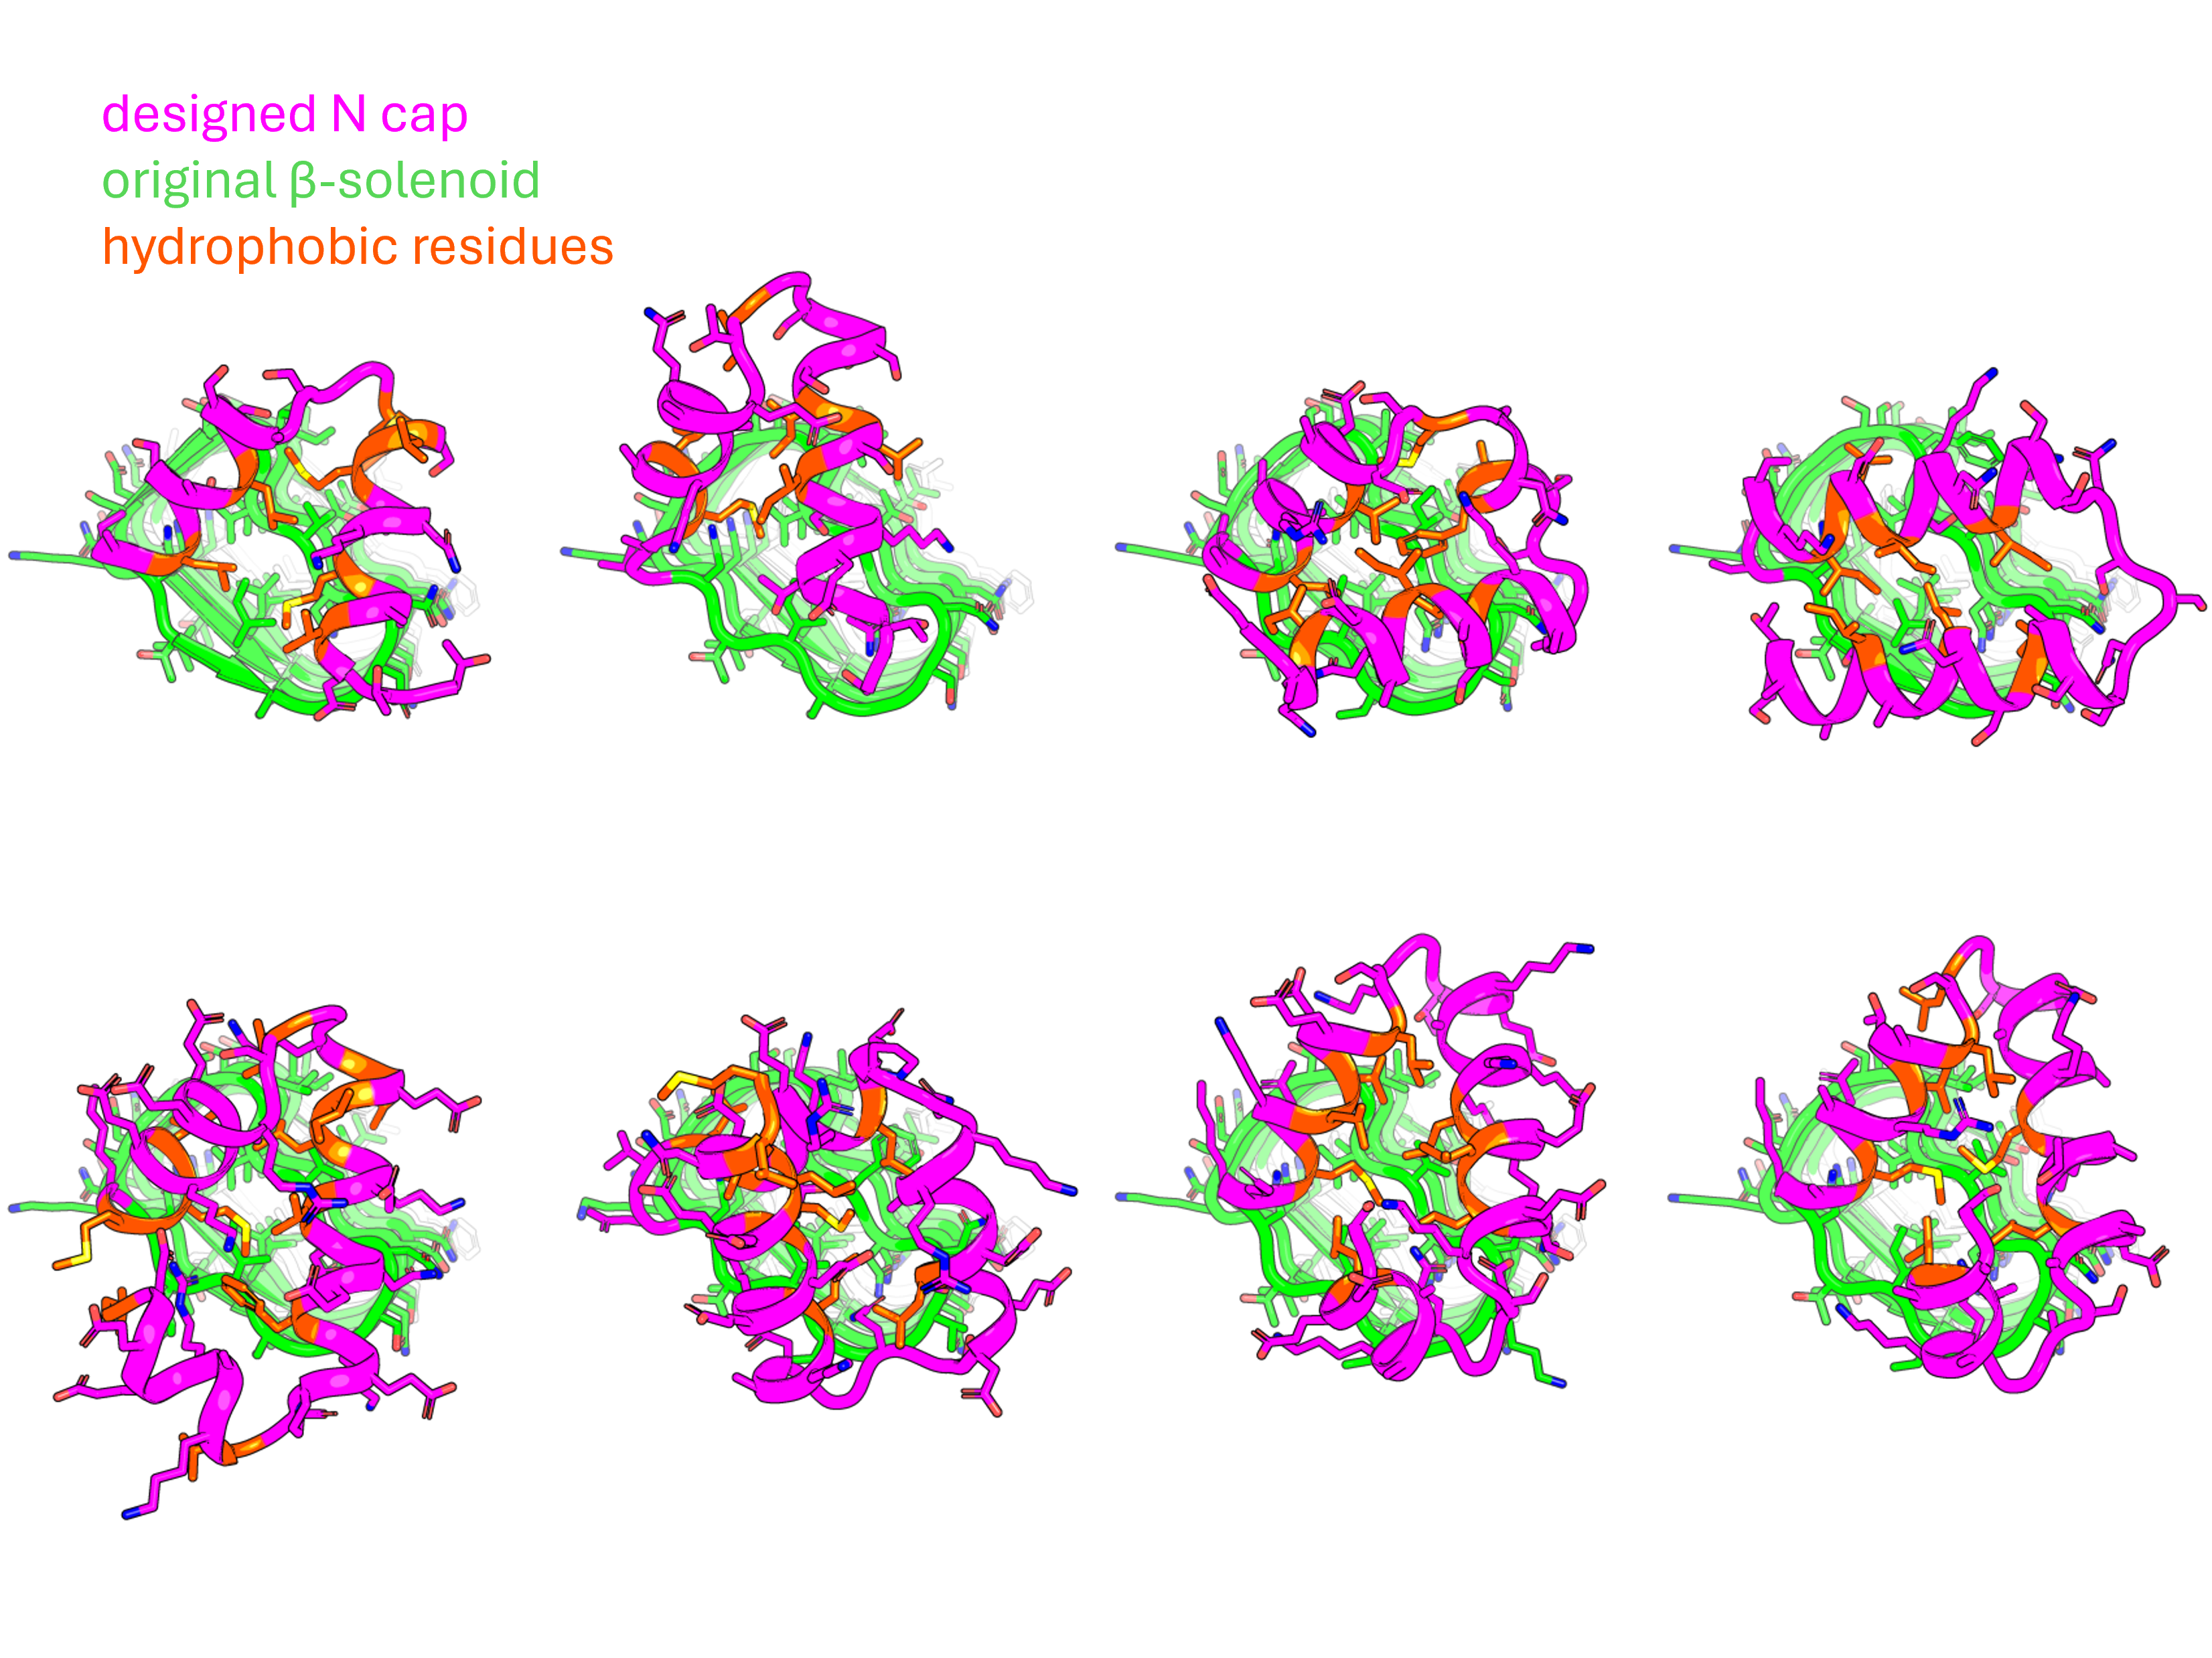 designed N cap
original β-solenoid
hydrophobic residues